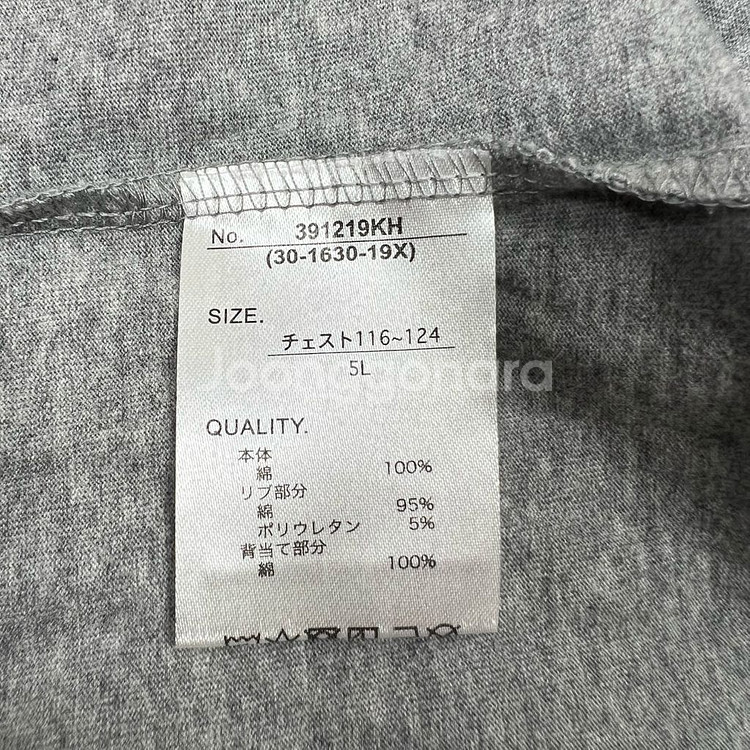 No. 391219KH
(30-1630-19X)
SIZE.
チェスト116~124
5L
Joonggonara
QUALITY.
本体
綿 100%
リブ部分
綿 95%
ポリウレタン 5%
背当て部分
綿 100%